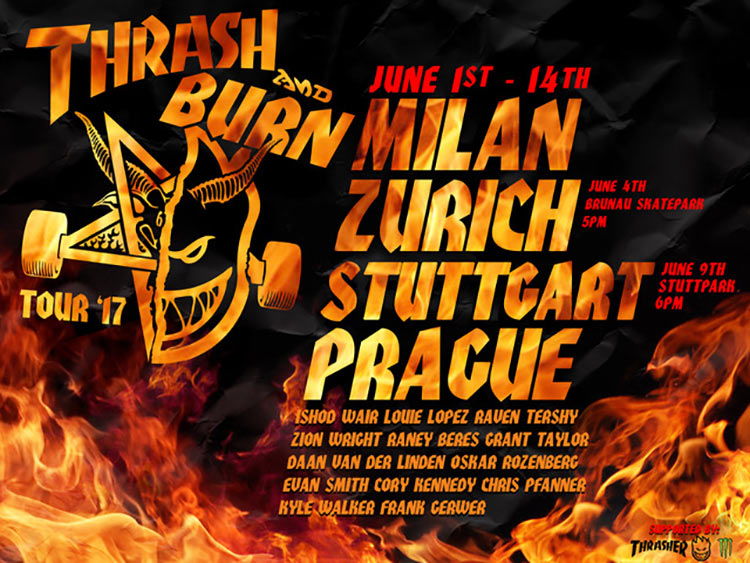 THRASH
AND
BURN
TOUR '17
JUNE 1ST - 14TH
MILAN
ZURICH
JUNE 4TH
BRUNAU SKATEPARK
5PM
STUTTGART
JUNE 9TH
STUTTPARK
6PM
PRAGUE
ISHOD WAIR LOUIE LOPEZ RAVEN TERSHY
ZION WRIGHT RANEY BERES GRANT TAYLOR
DAAN VAN DER LINDEN OSKAR ROZENBERG
EVAN SMITH CORY KENNEDY CHRIS PFANNER
KYLE WALKER FRANK GERWER
SUPPORTED BY:
THRASHER